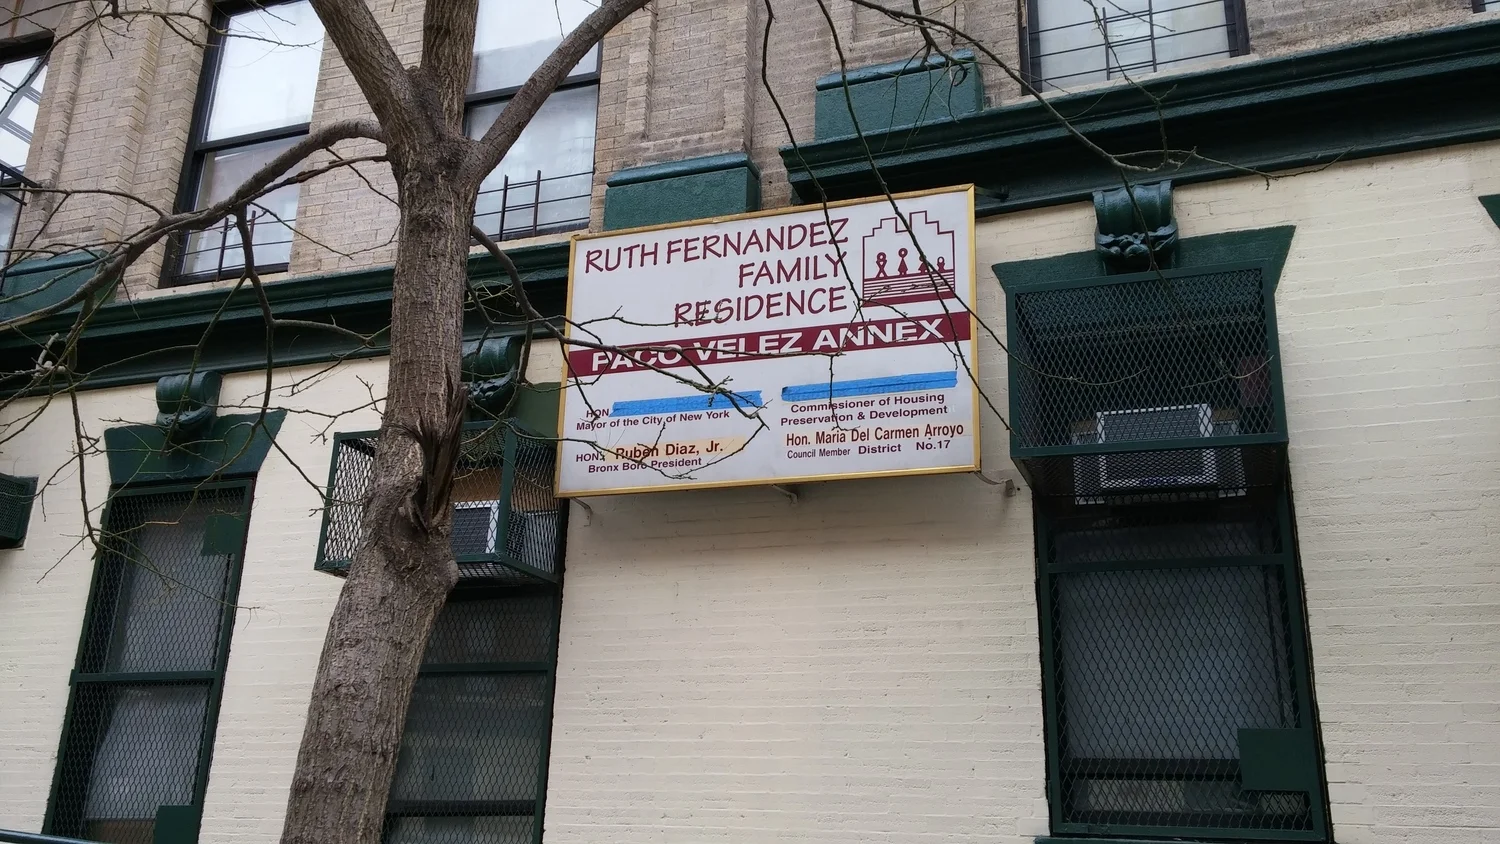 RUTH FERNANDEZ
FAMILY
RESIDENCE
PACO VELEZ ANNEX
HON.
Mayor of the City of New York
Commissioner of Housing
Preservation & Development
HON. Ruben Diaz, Jr.
Bronx Boro President
Hon. Maria Del Carmen Arroyo
Council Member District No.17